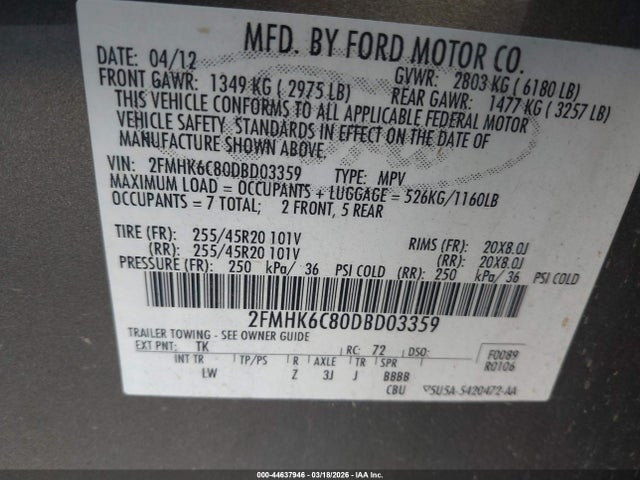 MFD. BY FORD MOTOR CO.
DATE: 04/12 GVWR: 2803 KG ( 6180 LB)
FRONT GAWR: 1349 KG ( 2975 LB) REAR GAWR: 1477 KG ( 3257 LB)
THIS VEHICLE CONFORMS TO ALL APPLICABLE FEDERAL MOTOR
VEHICLE SAFETY STANDARDS IN EFFECT ON THE DATE OF
MANUFACTURE SHOWN ABOVE.
VIN: 2FMHK6C80DBD03359 TYPE: MPV
MAXIMUM LOAD = OCCUPANTS + LUGGAGE = 526KG/1160LB
OCCUPANTS = 7 TOTAL; 2 FRONT, 5 REAR
TIRE (FR): 255/45R20 101V RIMS (FR): 20X8.0J
(RR): 255/45R20 101V (RR): 20X8.0J
PRESSURE (FR): 250 kPa/ 36 PSI COLD (RR): 250 kPa/ 36 PSI COLD
2FMHK6C80DBD03359
TRAILER TOWING - SEE OWNER GUIDE
EXT PNT: TK RC: 72 DSO: F0089
R0106
INT TR TP/PS R AXLE TR SPR
LW Z 3J J BBBB
CBU 5U5A-5420472-AA
000-44637946 | 03/18/2026 | IAA Inc.